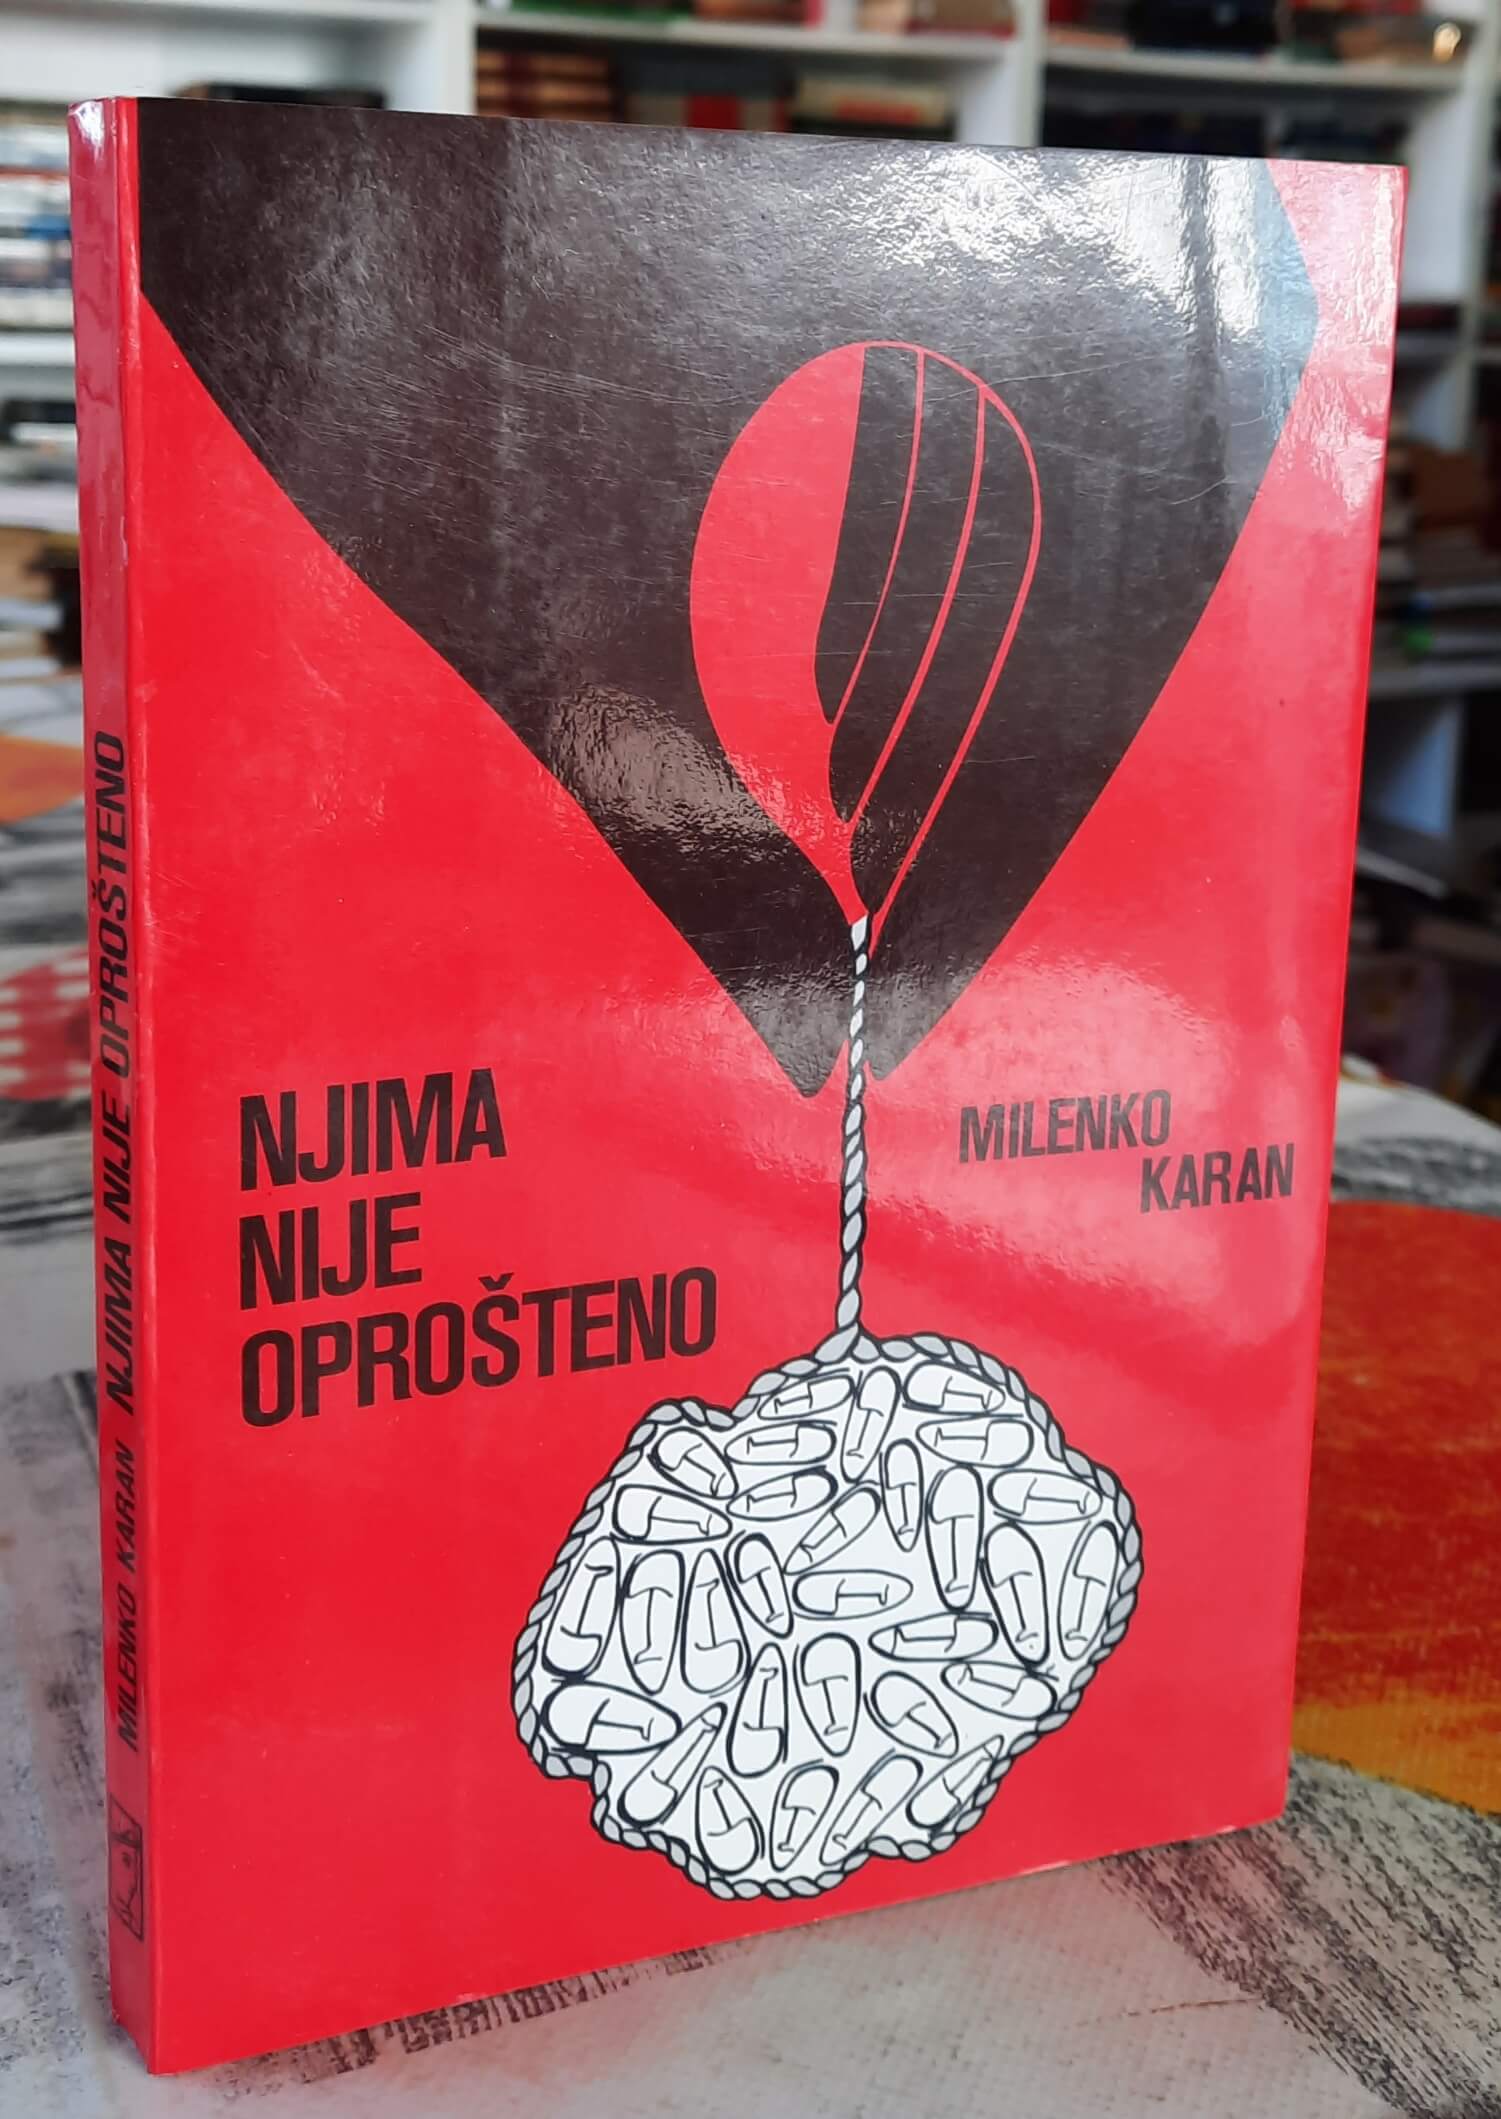 NJIMA
NIJE
OPROŠTENO
MILENKO
KARAN
MILENKO KARAN NJIMA NIJE OPROŠTENO